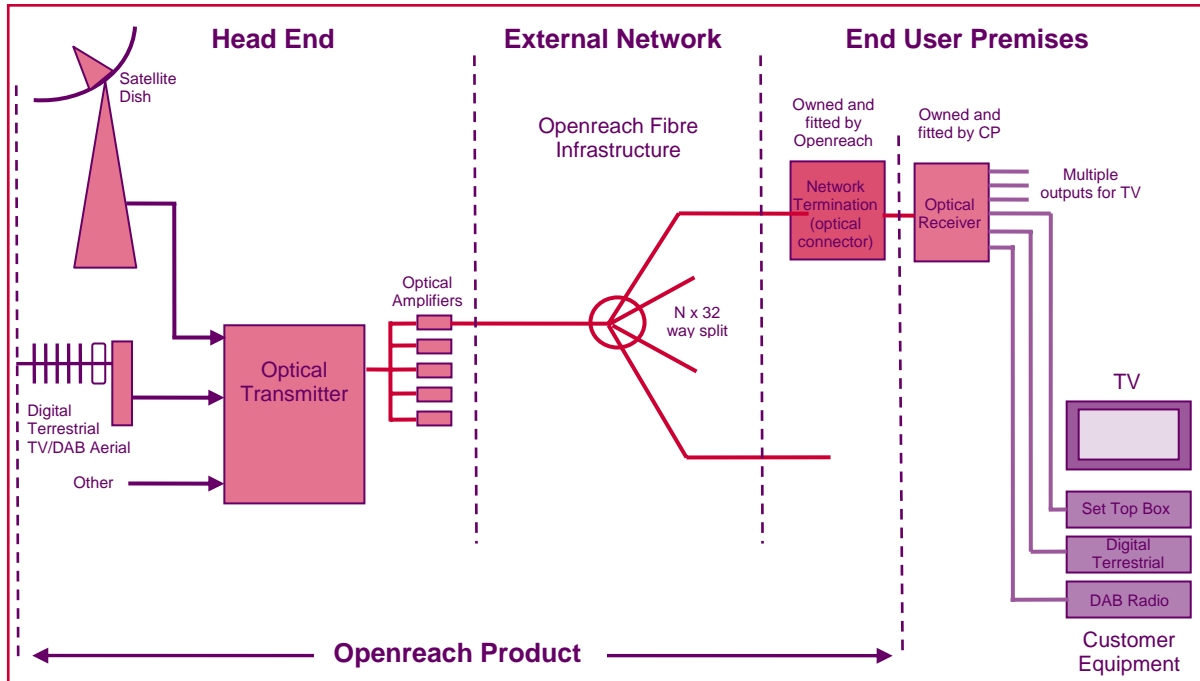 Head End
External Network
End User Premises
Satellite
Dish
Openreach Fibre
Infrastructure
Owned and
fitted by
Openreach
Owned and
fitted by CP
Network
Termination
(optical
connector)
Optical
Receiver
Multiple
outputs for TV
Optical
Amplifiers
N x 32
way split
Optical
Transmitter
Digital
Terrestrial
TV/DAB Aerial
Other
TV
Set Top Box
Digital
Terrestrial
DAB Radio
Customer
Equipment
Openreach Product